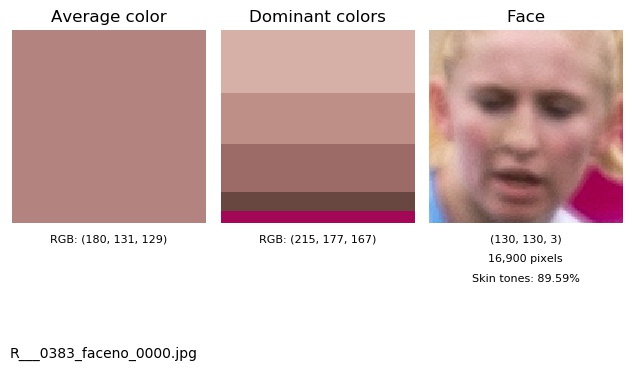 Average color
Dominant colors
Face
RGB: (180, 131, 129)
RGB: (215, 177, 167)
(130, 130, 3)
16,900 pixels
Skin tones: 89.59%
R___0383_faceno_0000.jpg